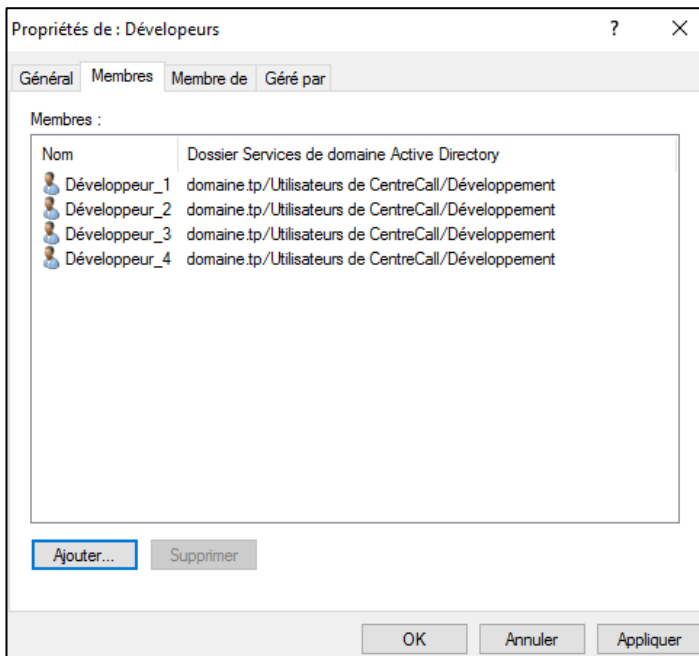 Propriétés de : Dévelopeurs ? ×
Général Membres Membre de Géré par
Membres :
Nom Dossier Services de domaine Active Directory
Développeur_1 domaine.tp/Utilisateurs de CentreCall/Développement
Développeur_2 domaine.tp/Utilisateurs de CentreCall/Développement
Développeur_3 domaine.tp/Utilisateurs de CentreCall/Développement
Développeur_4 domaine.tp/Utilisateurs de CentreCall/Développement
Ajouter... Supprimer
OK Annuler Appliquer